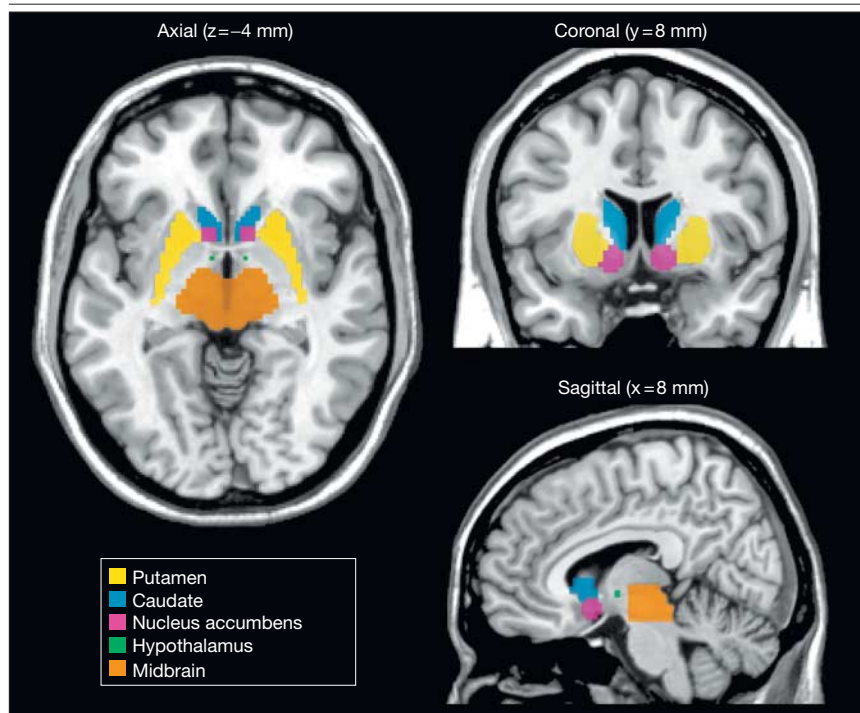 Axial (z=−4 mm)
Coronal (y=8 mm)
Sagittal (x=8 mm)
Putamen
Caudate
Nucleus accumbens
Hypothalamus
Midbrain